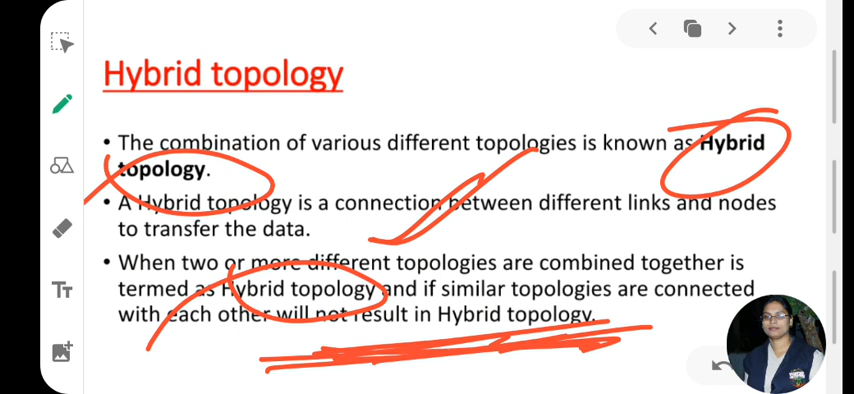 Hybrid topology
• The combination of various different topologies is known as Hybrid
topology.
• A Hybrid topology is a connection between different links and nodes
to transfer the data.
• When two or more different topologies are combined together is
termed as Hybrid topology and if similar topologies are connected
with each other will not result in Hybrid topology.
Tт